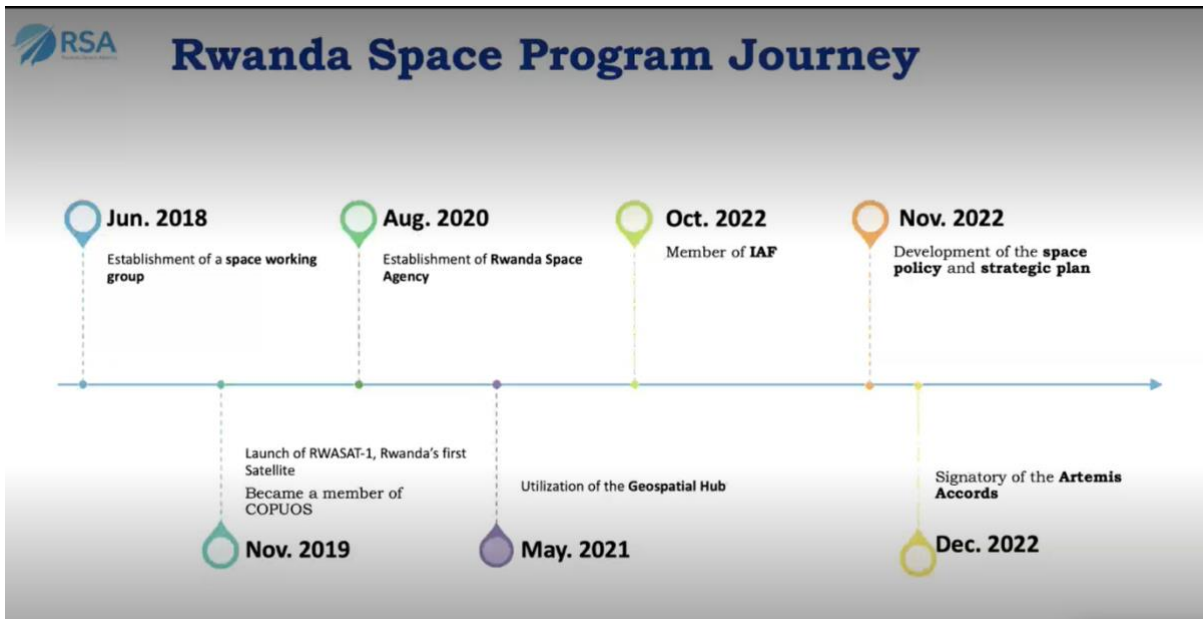 RSA
Rwanda Space Agency
Rwanda Space Program Journey
Jun. 2018
Establishment of a space working
group
Aug. 2020
Establishment of Rwanda Space
Agency
Oct. 2022
Member of IAF
Nov. 2022
Development of the space
policy and strategic plan
Launch of RWASAT-1, Rwanda’s first
Satellite
Became a member of
COPUOS
Nov. 2019
Utilization of the Geospatial Hub
May. 2021
Signatory of the Artemis
Accords
Dec. 2022